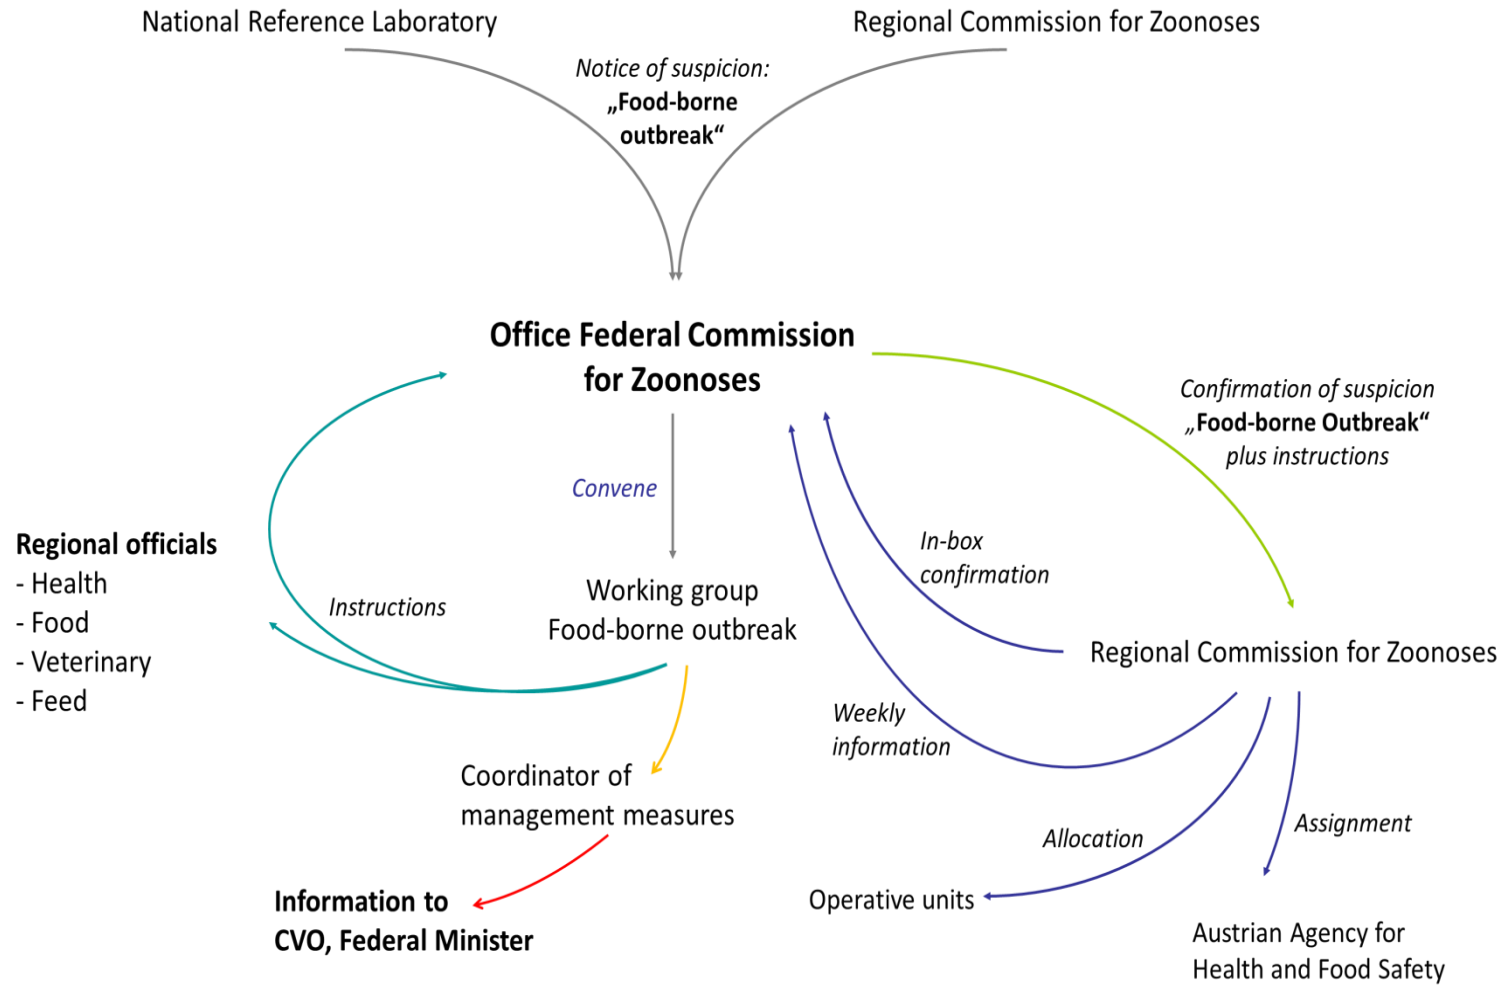 National Reference Laboratory
Regional Commission for Zoonoses
Notice of suspicion:
„Food-borne
outbreak“
Office Federal Commission
for Zoonoses
Confirmation of suspicion
„Food-borne Outbreak“
plus instructions
Convene
In-box
confirmation
Regional officials
- Health
- Food
- Veterinary
- Feed
Instructions
Working group
Food-borne outbreak
Regional Commission for Zoonoses
Weekly
information
Coordinator of
management measures
Allocation
Assignment
Information to
CVO, Federal Minister
Operative units
Austrian Agency for
Health and Food Safety